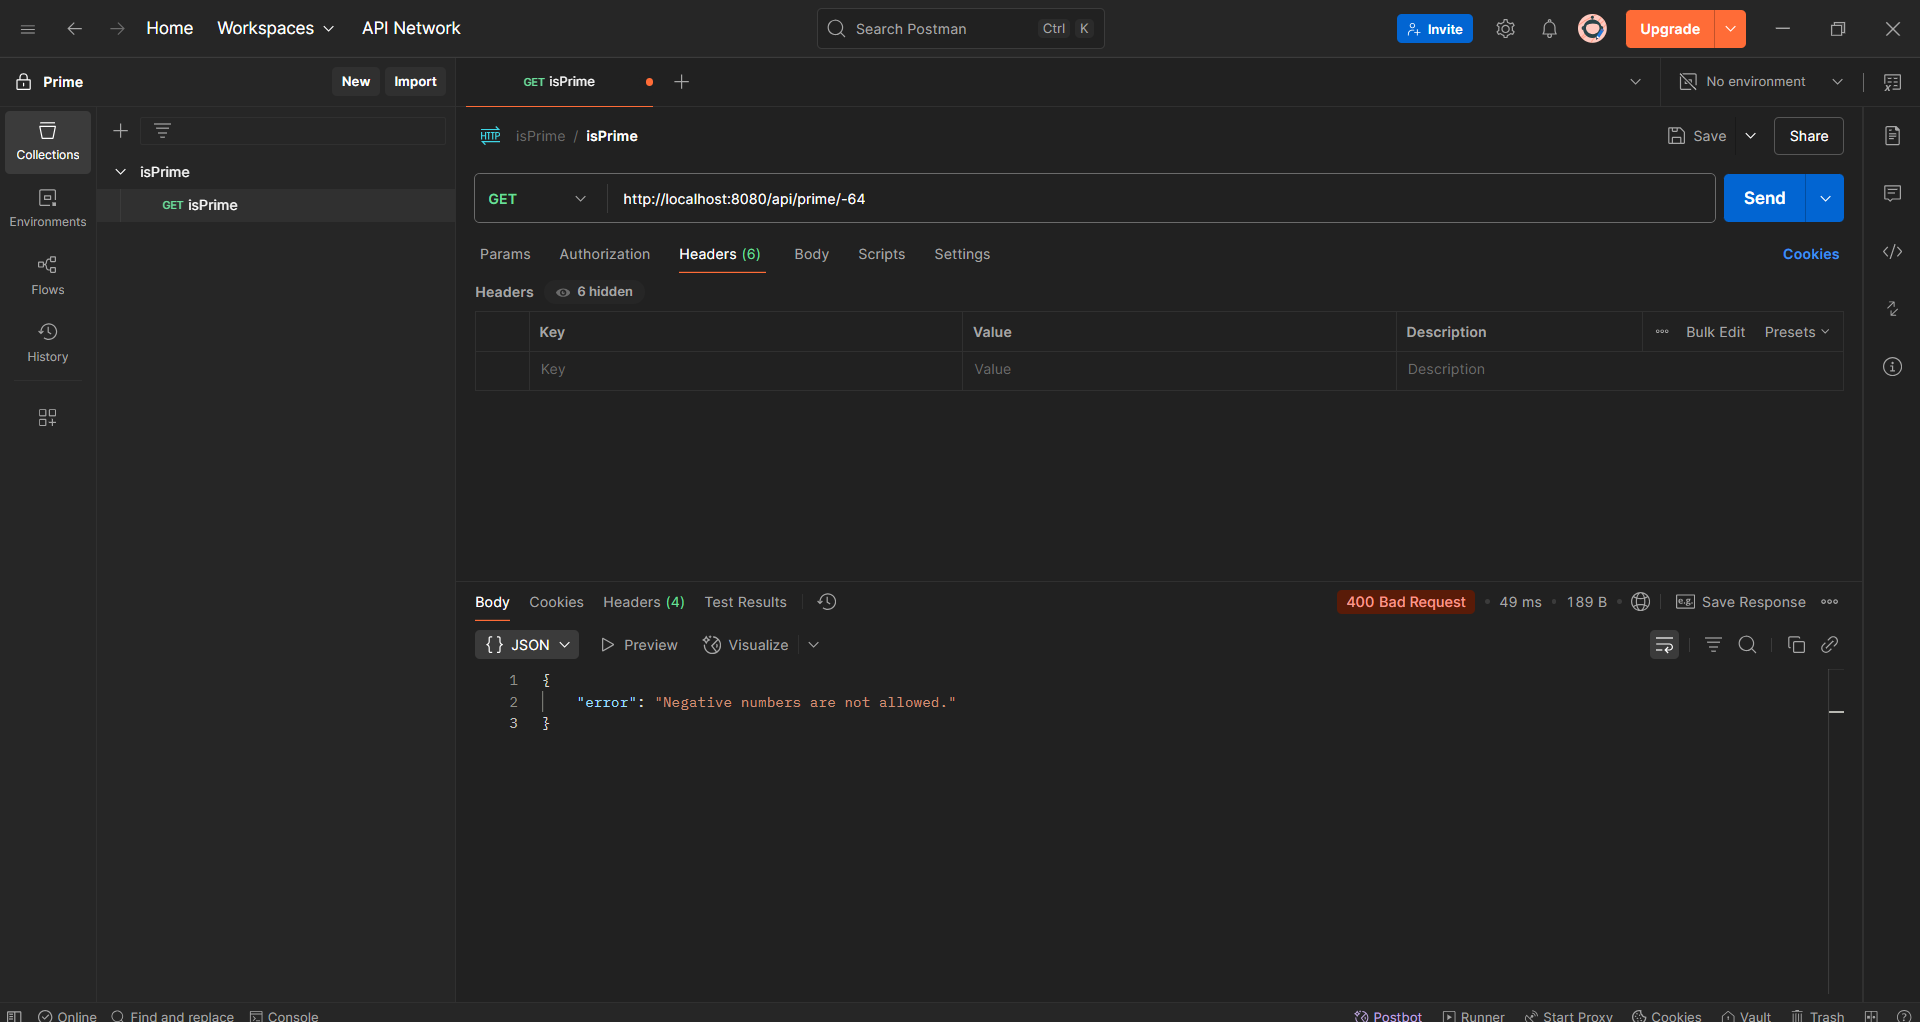 Home Workspaces API Network Search Postman Ctrl K Invite Upgrade
Prime New Import GET isPrime No environment
Collections
Environments
Flows
History
isPrime
GET isPrime
HTTP isPrime / isPrime Save Share
GET http://localhost:8080/api/prime/-64 Send
Params Authorization Headers (6) Body Scripts Settings Cookies
Headers 6 hidden
Key Value Description Bulk Edit Presets
Key Value Description
Body Cookies Headers (4) Test Results 400 Bad Request • 49 ms • 189 B • e.g. Save Response
{} JSON Preview Visualize
1 {
2 "error": "Negative numbers are not allowed."
3 }
Online Find and replace Console Postbot Runner Start Proxy Cookies Vault Trash